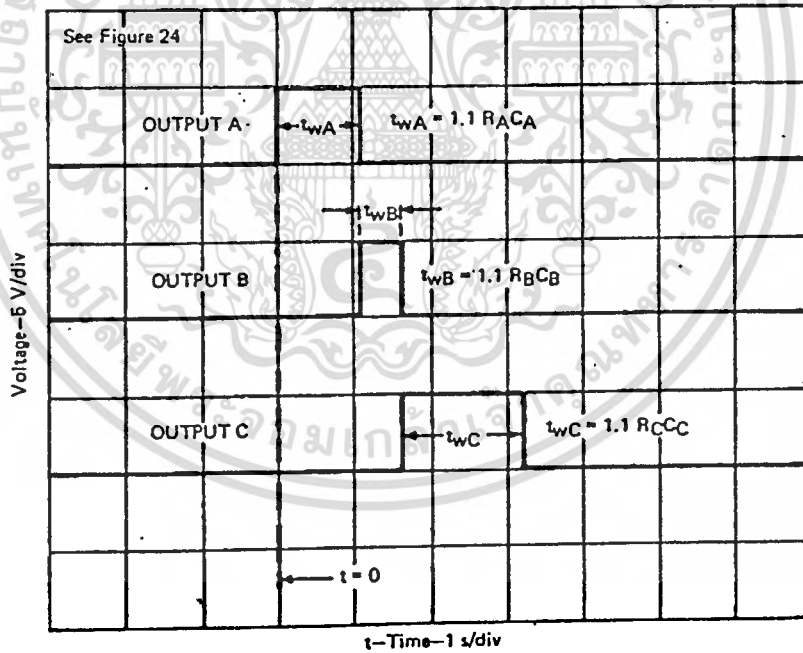 See Figure 24
OUTPUT A
twA
twA = 1.1 RACA
twB
OUTPUT B
twB = 1.1 RBCB
OUTPUT C
twC
twC = 1.1 RCCC
t = 0
Voltage–5 V/div
t–Time–1 s/div